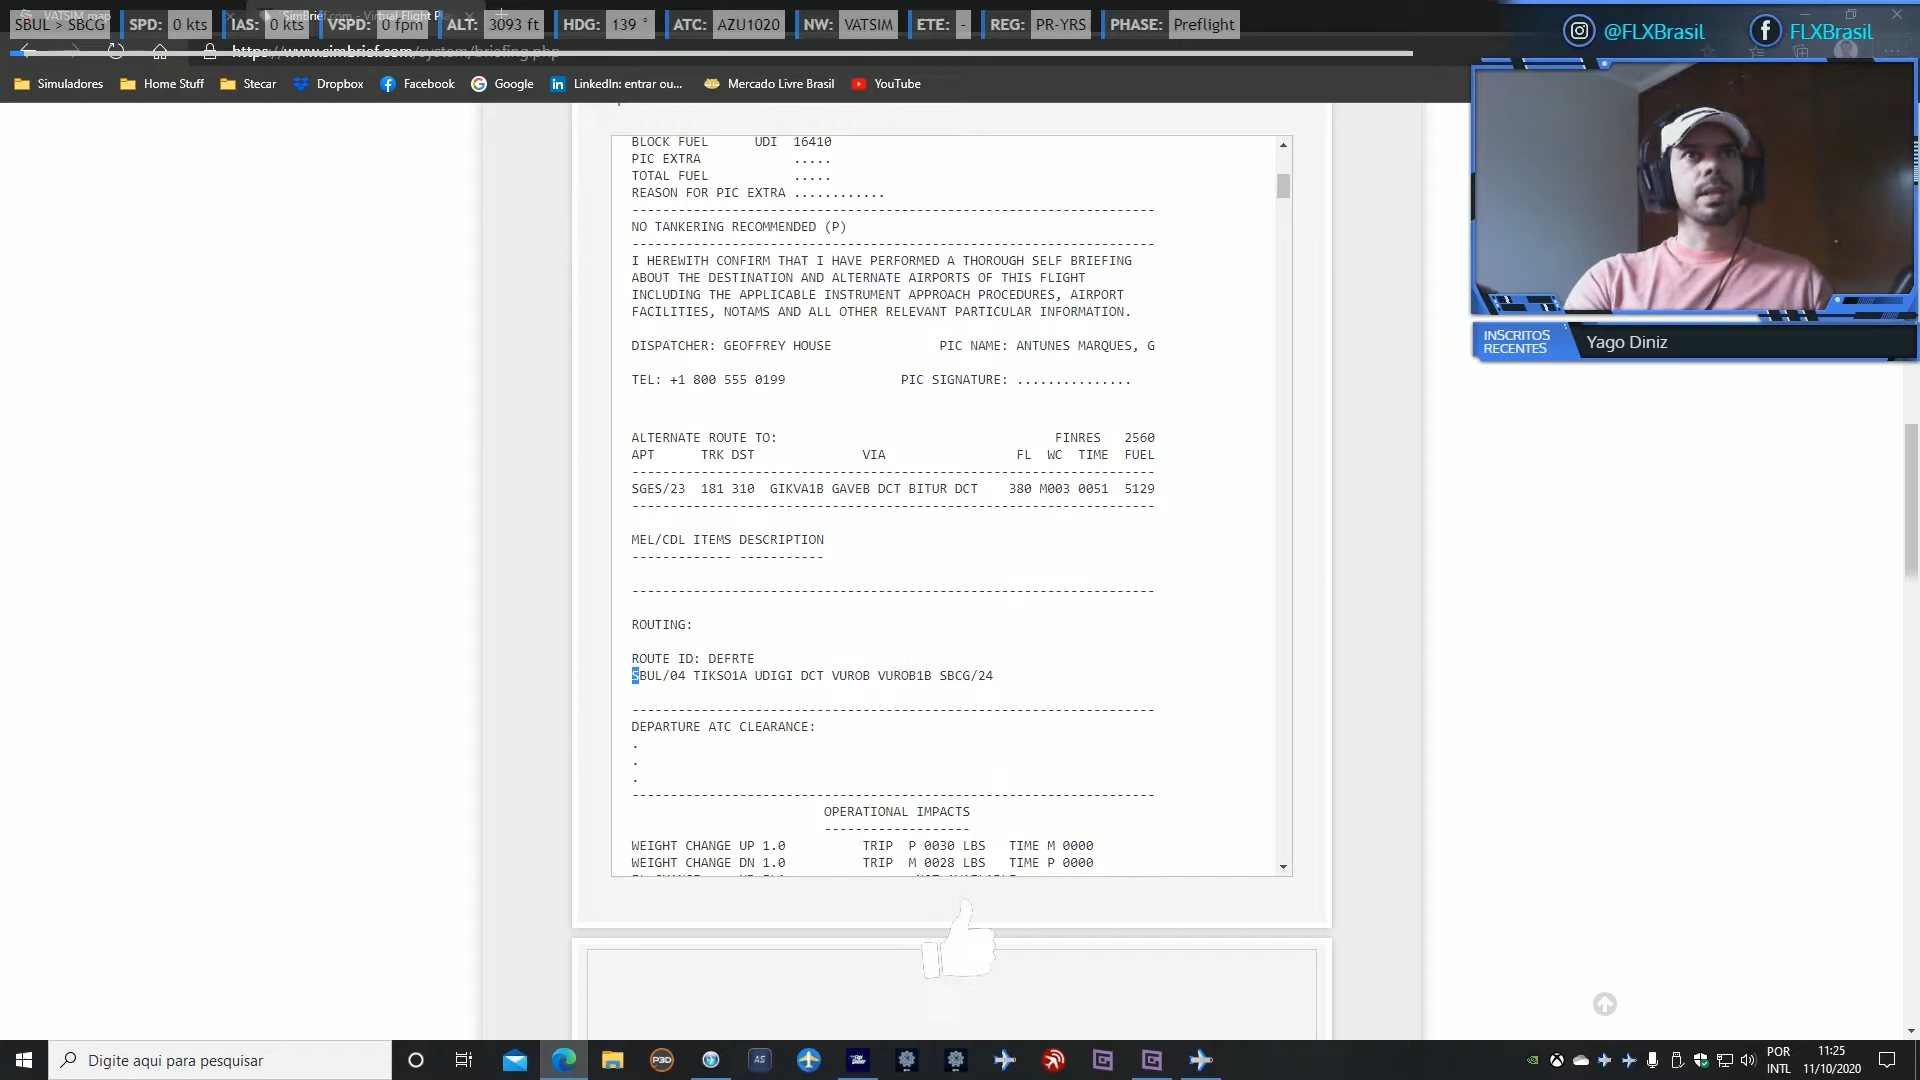 SBUL > SBCG SPD: 0 kts IAS: 0 kts VSPD: 0 fpm ALT: 3093 ft HDG: 139 ° ATC: AZU1020 NW: VATSIM ETE: - REG: PR-YRS PHASE: Preflight
@FLXBrasil FLXBrasil
https://www.simbrief.com/system/briefing.php
Simuladores Home Stuff Stecar Dropbox Facebook Google LinkedIn: entrar ou... Mercado Livre Brasil YouTube
BLOCK FUEL UDI 16410
PIC EXTRA .....
TOTAL FUEL .....
REASON FOR PIC EXTRA ............
--------------------------------------------------------------------
NO TANKERING RECOMMENDED (P)
--------------------------------------------------------------------
I HEREWITH CONFIRM THAT I HAVE PERFORMED A THOROUGH SELF BRIEFING
ABOUT THE DESTINATION AND ALTERNATE AIRPORTS OF THIS FLIGHT
INCLUDING THE APPLICABLE INSTRUMENT APPROACH PROCEDURES, AIRPORT
FACILITIES, NOTAMS AND ALL OTHER RELEVANT PARTICULAR INFORMATION.
DISPATCHER: GEOFFREY HOUSE PIC NAME: ANTUNES MARQUES, G
TEL: +1 800 555 0199 PIC SIGNATURE: ...............
ALTERNATE ROUTE TO: FINRES 2560
APT TRK DST VIA FL WC TIME FUEL
--------------------------------------------------------------------
SGES/23 181 310 GIKVA1B GAVEB DCT BITUR DCT 380 M003 0051 5129
--------------------------------------------------------------------
MEL/CDL ITEMS DESCRIPTION
------------- -----------
--------------------------------------------------------------------
ROUTING:
ROUTE ID: DEFRTE
SBUL/04 TIKSO1A UDIGI DCT VUROB VUROB1B SBCG/24
--------------------------------------------------------------------
DEPARTURE ATC CLEARANCE:
.
.
.
--------------------------------------------------------------------
OPERATIONAL IMPACTS
-------------------
WEIGHT CHANGE UP 1.0 TRIP P 0030 LBS TIME M 0000
WEIGHT CHANGE DN 1.0 TRIP M 0028 LBS TIME P 0000
INSCRITOS
RECENTES
Yago Diniz
Digite aqui para pesquisar
P3D
AS
POR
INTL
11:25
11/10/2020